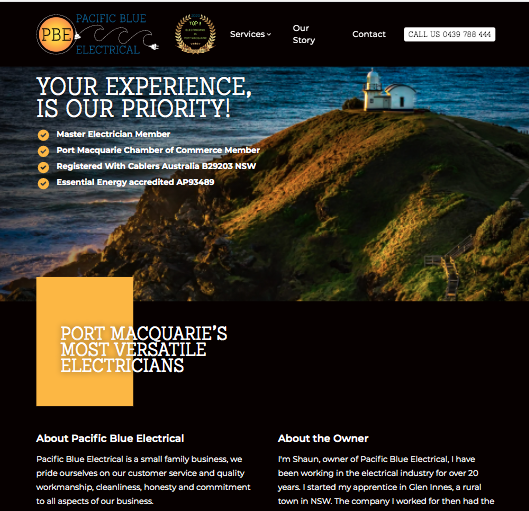 PBE
PACIFIC BLUE
ELECTRICAL
TOP 3
Services
Our
Story
Contact
CALL US 0439 788 444
YOUR EXPERIENCE,
IS OUR PRIORITY!
Master Electrician Member
Port Macquarie Chamber of Commerce Member
Registered With Cablers Australia B29203 NSW
Essential Energy accredited AP93489
PORT MACQUARIE'S
MOST VERSATILE
ELECTRICIANS
About Pacific Blue Electrical
Pacific Blue Electrical is a small family business, we
pride ourselves on our customer service and quality
workmanship, cleanliness, honesty and commitment
to all aspects of our business.
About the Owner
I'm Shaun, owner of Pacific Blue Electrical, I have
been working in the electrical industry for over 20
years. I started my apprentice in Glen Innes, a rural
town in NSW. The company I worked for then had the